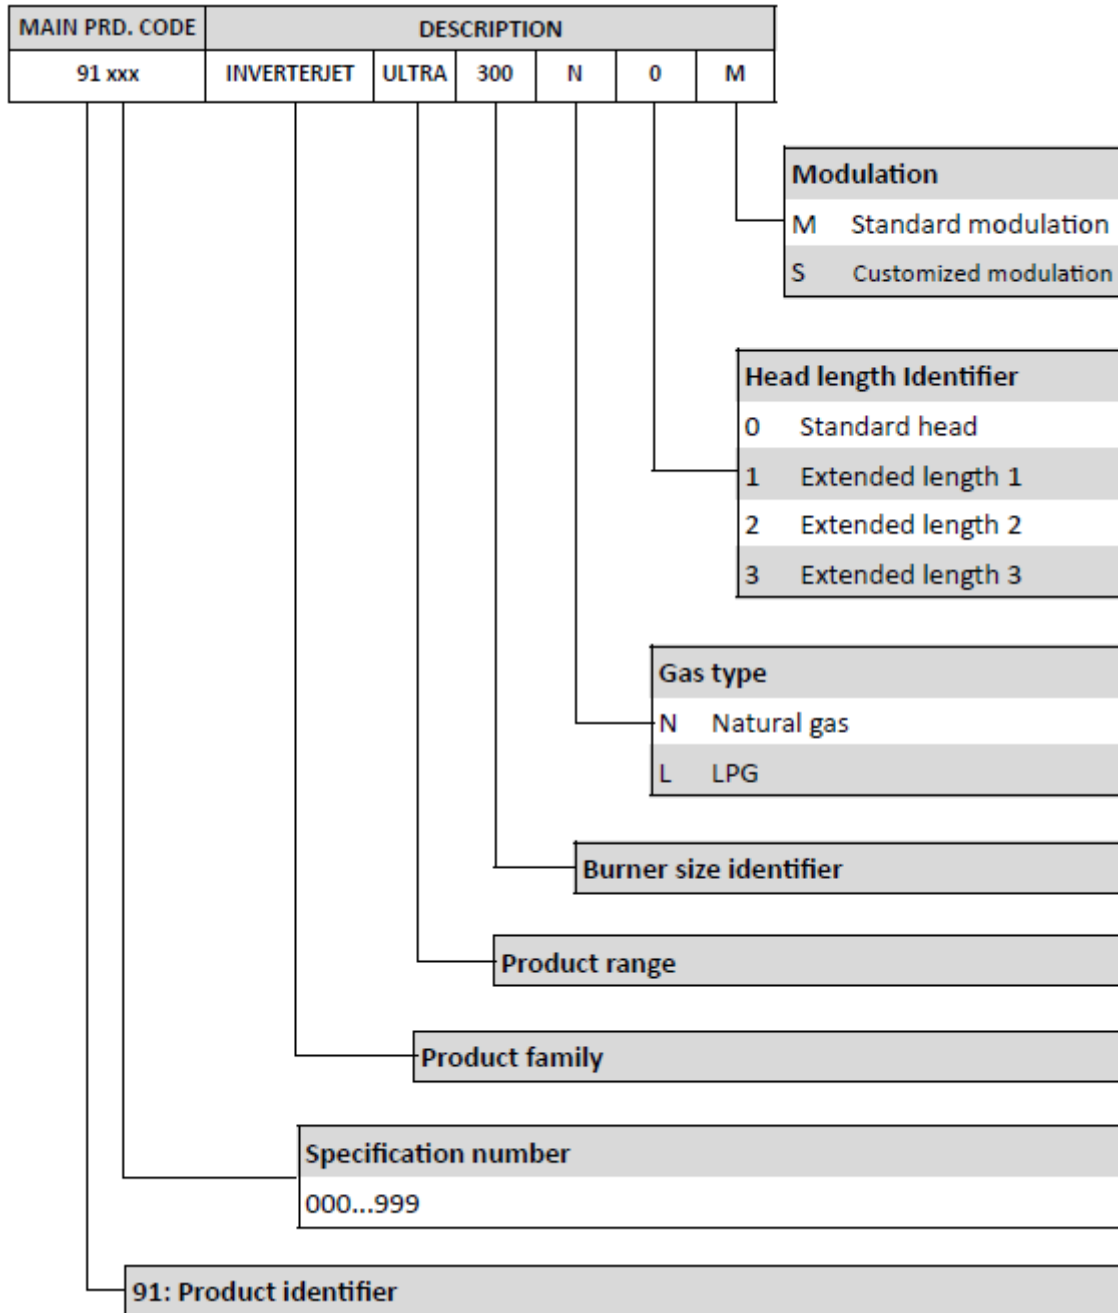 MAIN PRD. CODE DESCRIPTION
91 xxx INVERTERJET ULTRA 300 N 0 M
Modulation
M Standard modulation
S Customized modulation
Head length Identifier
0 Standard head
1 Extended length 1
2 Extended length 2
3 Extended length 3
Gas type
N Natural gas
L LPG
Burner size identifier
Product range
Product family
Specification number
000...999
91: Product identifier